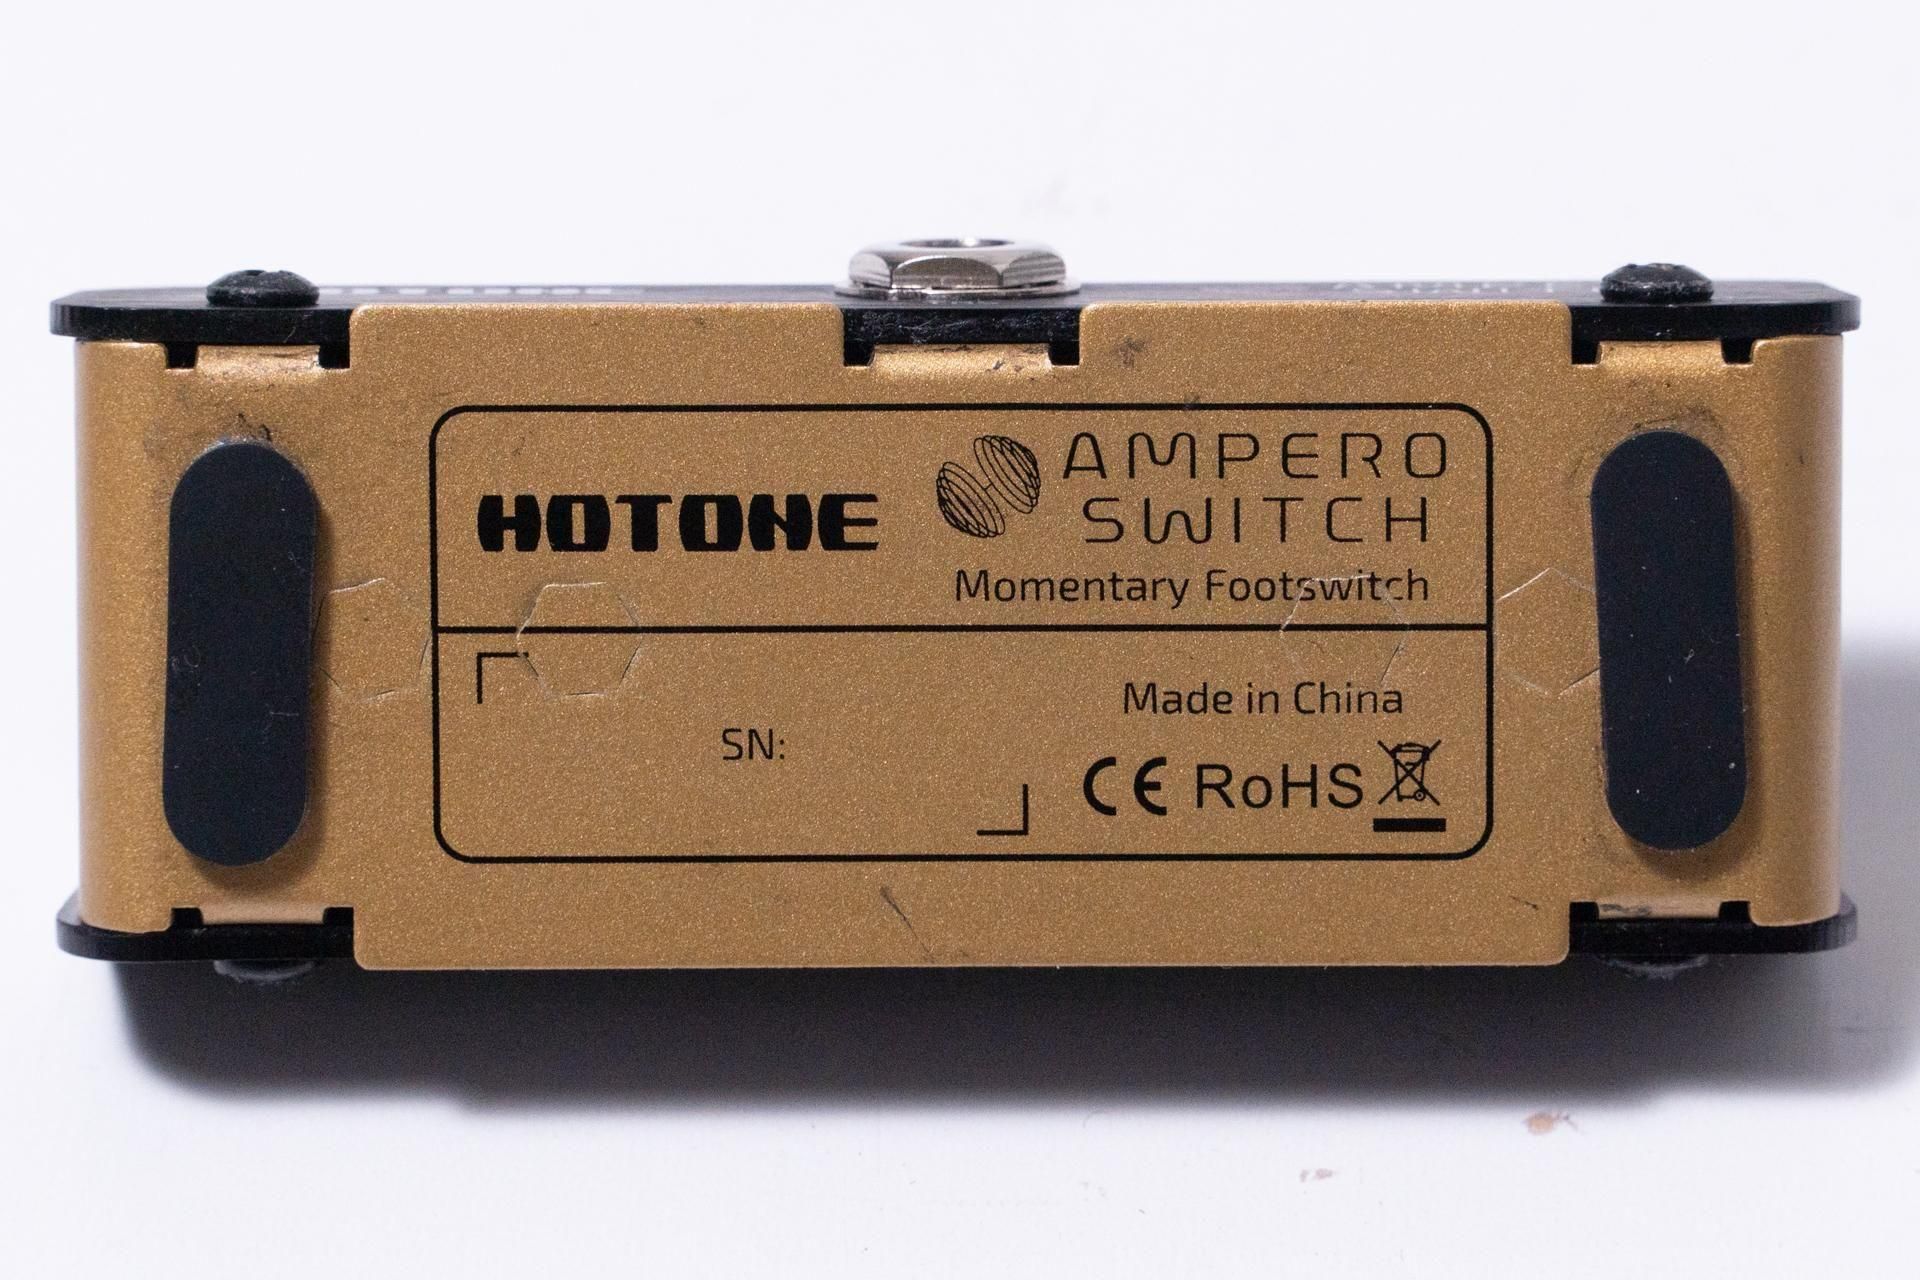 HOTONE
AMPERO
SWITCH
Momentary Footswitch
SN:
Made in China
CE RoHS